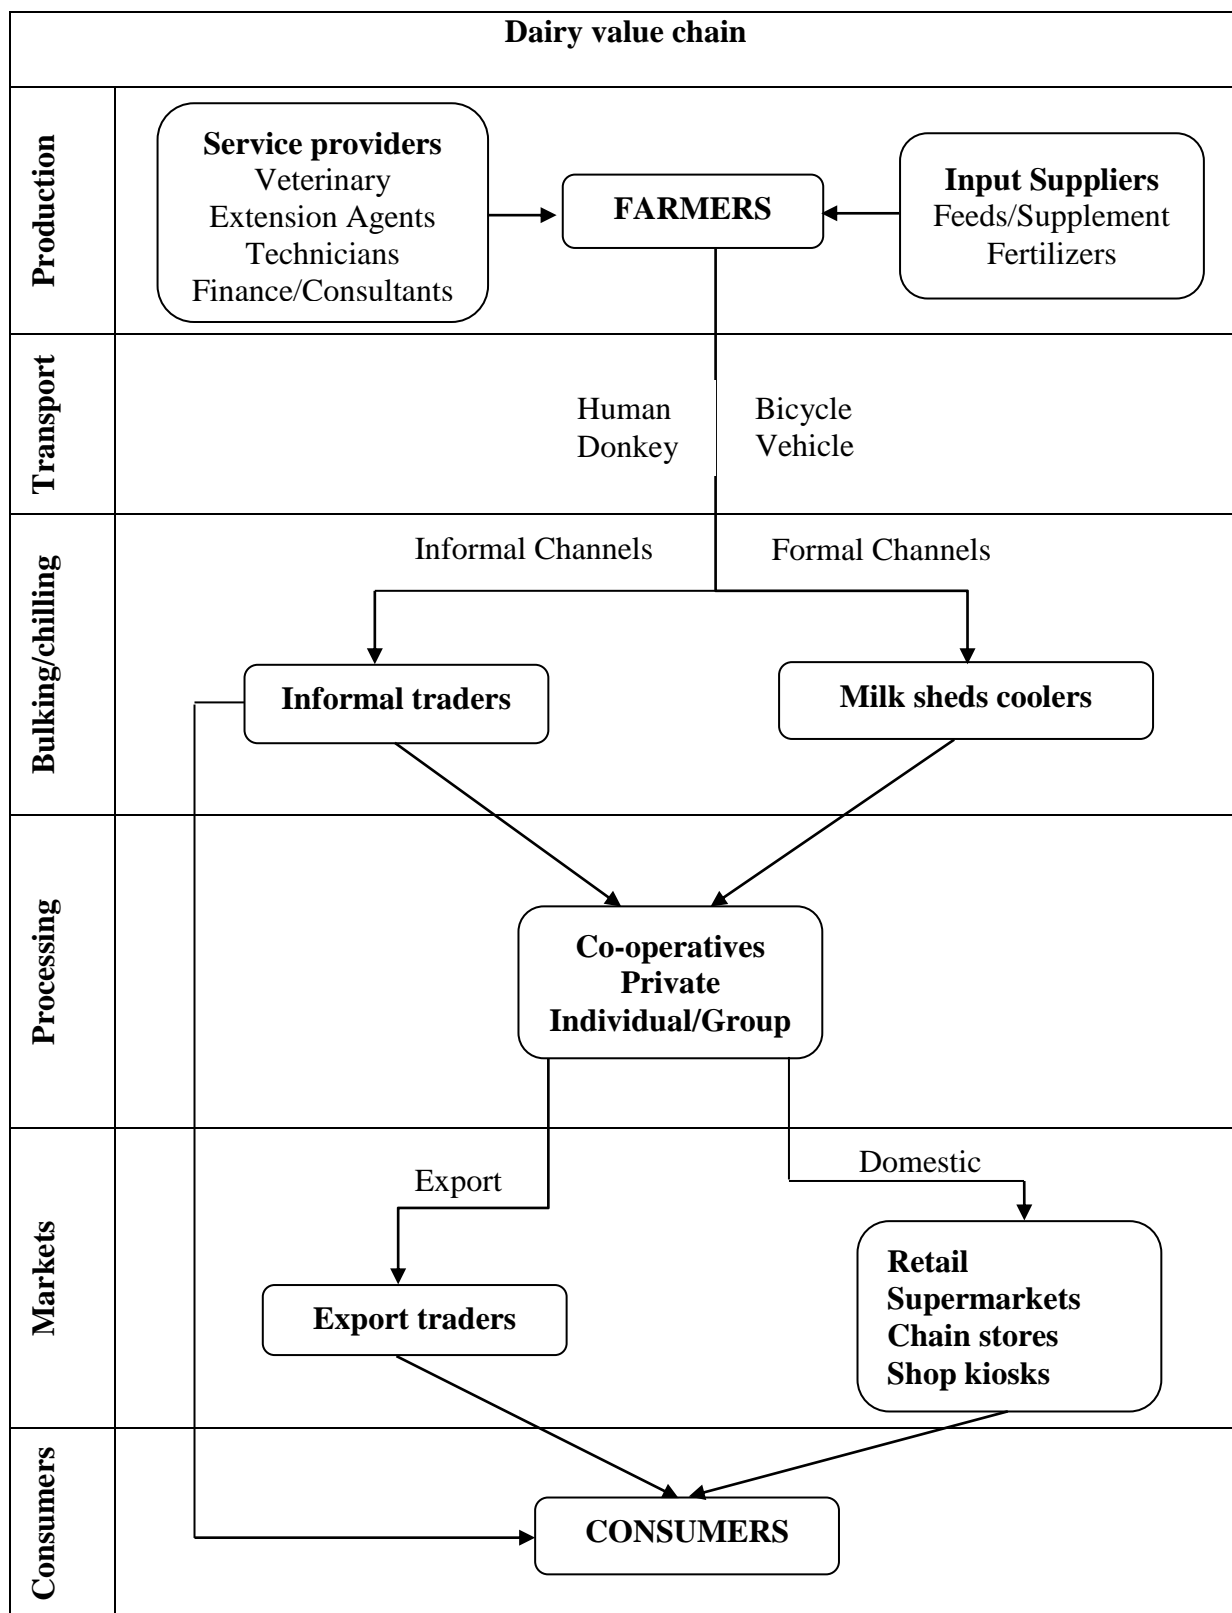 Dairy value chain
Production
Service providers
Veterinary
Extension Agents
Technicians
Finance/Consultants
FARMERS
Input Suppliers
Feeds/Supplement
Fertilizers
Transport
Human
Donkey
Bicycle
Vehicle
Bulking/chilling
Informal Channels
Formal Channels
Informal traders
Milk sheds coolers
Processing
Co-operatives
Private
Individual/Group
Markets
Export
Domestic
Export traders
Retail
Supermarkets
Chain stores
Shop kiosks
Consumers
CONSUMERS